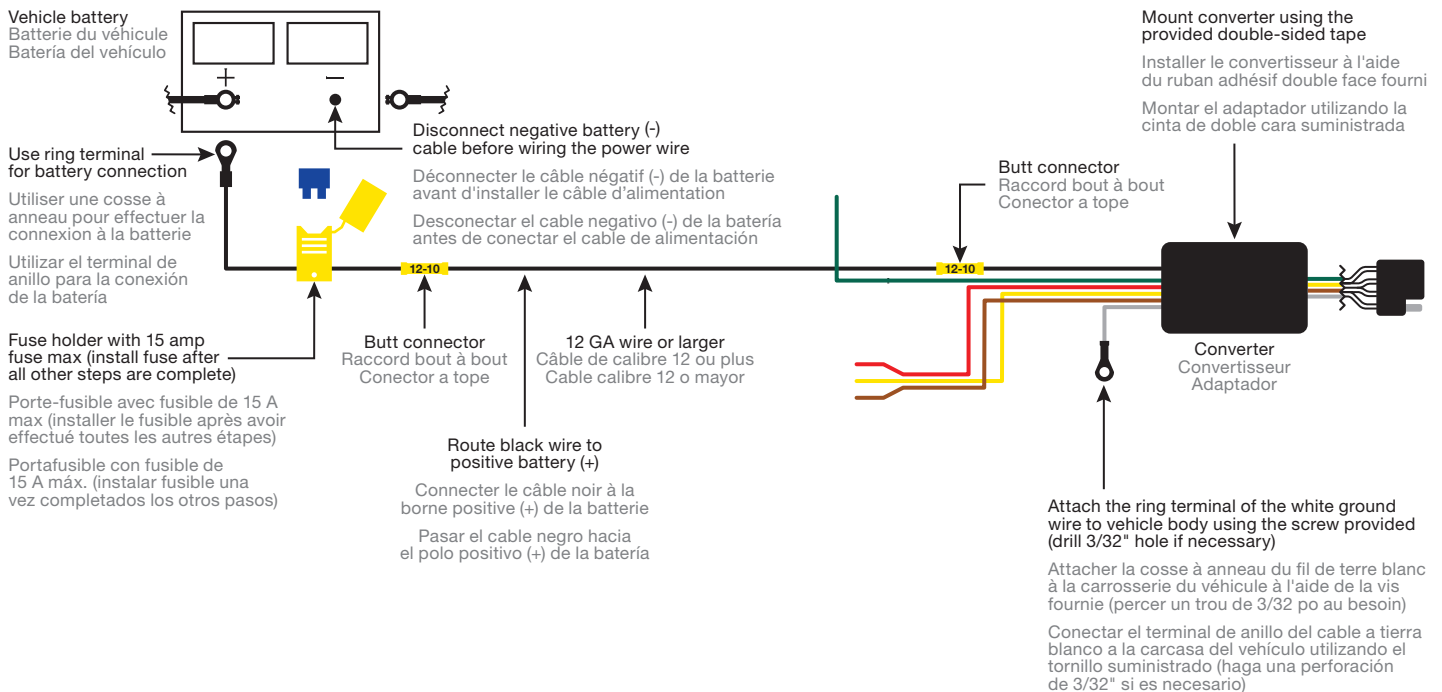 Vehicle battery
Batterie du véhicule
Batería del vehículo
+
−
Use ring terminal
for battery connection
Utiliser une cosse à
anneau pour effectuer la
connexion à la batterie
Utilizar el terminal de
anillo para la conexión
de la batería
Disconnect negative battery (-)
cable before wiring the power wire
Déconnecter le câble négatif (-) de la batterie
avant d'installer le câble d’alimentation
Desconectar el cable negativo (-) de la batería
antes de conectar el cable de alimentación
Mount converter using the
provided double-sided tape
Installer le convertisseur à l'aide
du ruban adhésif double face fourni
Montar el adaptador utilizando la
cinta de doble cara suministrada
Butt connector
Raccord bout à bout
Conector a tope
12-10
12-10
Fuse holder with 15 amp
fuse max (install fuse after
all other steps are complete)
Porte-fusible avec fusible de 15 A
max (installer le fusible après avoir
effectué toutes les autres étapes)
Portafusible con fusible de
15 A máx. (instalar fusible una
vez completados los otros pasos)
Butt connector
Raccord bout à bout
Conector a tope
12 GA wire or larger
Câble de calibre 12 ou plus
Cable calibre 12 o mayor
Route black wire to
positive battery (+)
Connecter le câble noir à la
borne positive (+) de la batterie
Pasar el cable negro hacia
el polo positivo (+) de la batería
Converter
Convertisseur
Adaptador
Attach the ring terminal of the white ground
wire to vehicle body using the screw provided
(drill 3/32" hole if necessary)
Attacher la cosse à anneau du fil de terre blanc
à la carrosserie du véhicule à l'aide de la vis
fournie (percer un trou de 3/32 po au besoin)
Conectar el terminal de anillo del cable a tierra
blanco a la carcasa del vehículo utilizando el
tornillo suministrado (haga una perforación
de 3/32" si es necesario)